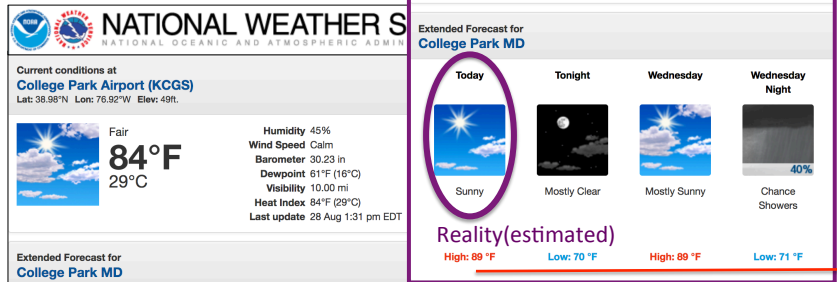 NOAA
NATIONAL WEATHER S
NATIONAL OCEANIC AND ATMOSPHERIC ADMIN
Current conditions at
College Park Airport (KCGS)
Lat: 38.98°N Lon: 76.92°W Elev: 49ft.
Fair
84°F
29°C
Humidity 45%
Wind Speed Calm
Barometer 30.23 in
Dewpoint 61°F (16°C)
Visibility 10.00 mi
Heat Index 84°F (29°C)
Last update 28 Aug 1:31 pm EDT
Extended Forecast for
College Park MD
Extended Forecast for
College Park MD
Today Tonight Wednesday Wednesday Night
40%
Sunny Mostly Clear Mostly Sunny Chance Showers
Reality(estimated)
High: 89 °F Low: 70 °F High: 89 °F Low: 71 °F